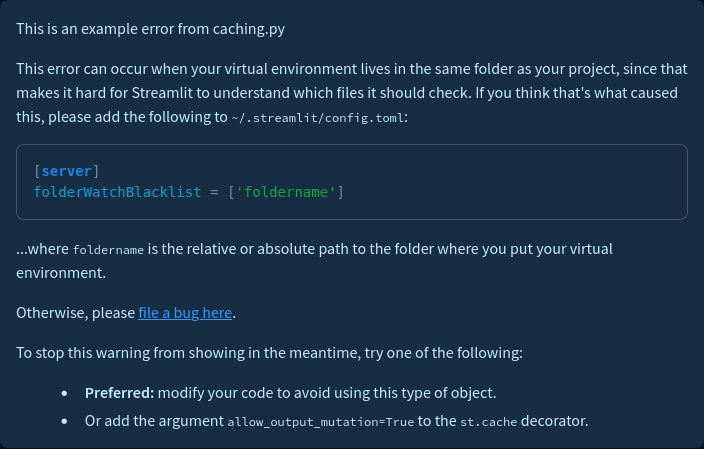 This is an example error from caching.py
This error can occur when your virtual environment lives in the same folder as your project, since that
makes it hard for Streamlit to understand which files it should check. If you think that's what caused
this, please add the following to ~/.streamlit/config.toml:
[server]
folderWatchBlacklist = ['foldername']
...where foldername is the relative or absolute path to the folder where you put your virtual
environment.
Otherwise, please file a bug here.
To stop this warning from showing in the meantime, try one of the following:
• Preferred: modify your code to avoid using this type of object.
• Or add the argument allow_output_mutation=True to the st.cache decorator.